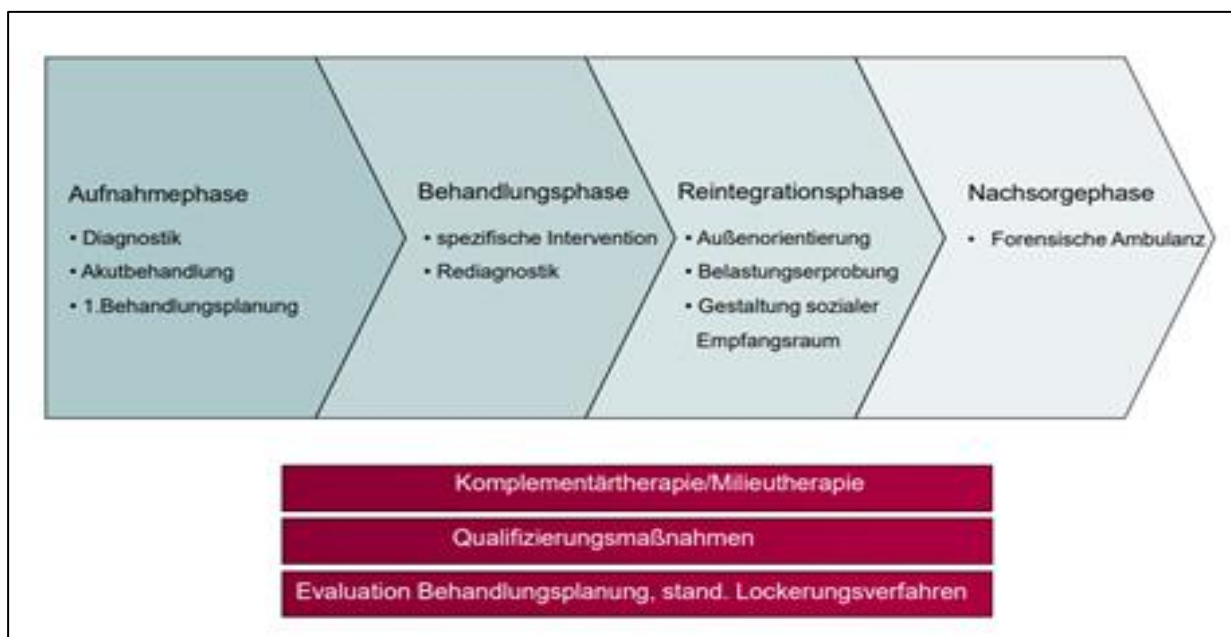 Aufnahmephase
• Diagnostik
• Akutbehandlung
• 1.Behandlungsplanung
Behandlungsphase
• spezifische Intervention
• Rediagnostik
Reintegrationsphase
• Außenorientierung
• Belastungserprobung
• Gestaltung sozialer
Empfangsraum
Nachsorgephase
• Forensische Ambulanz
Komplementärtherapie/Milieutherapie
Qualifizierungsmaßnahmen
Evaluation Behandlungsplanung, stand. Lockerungsverfahren